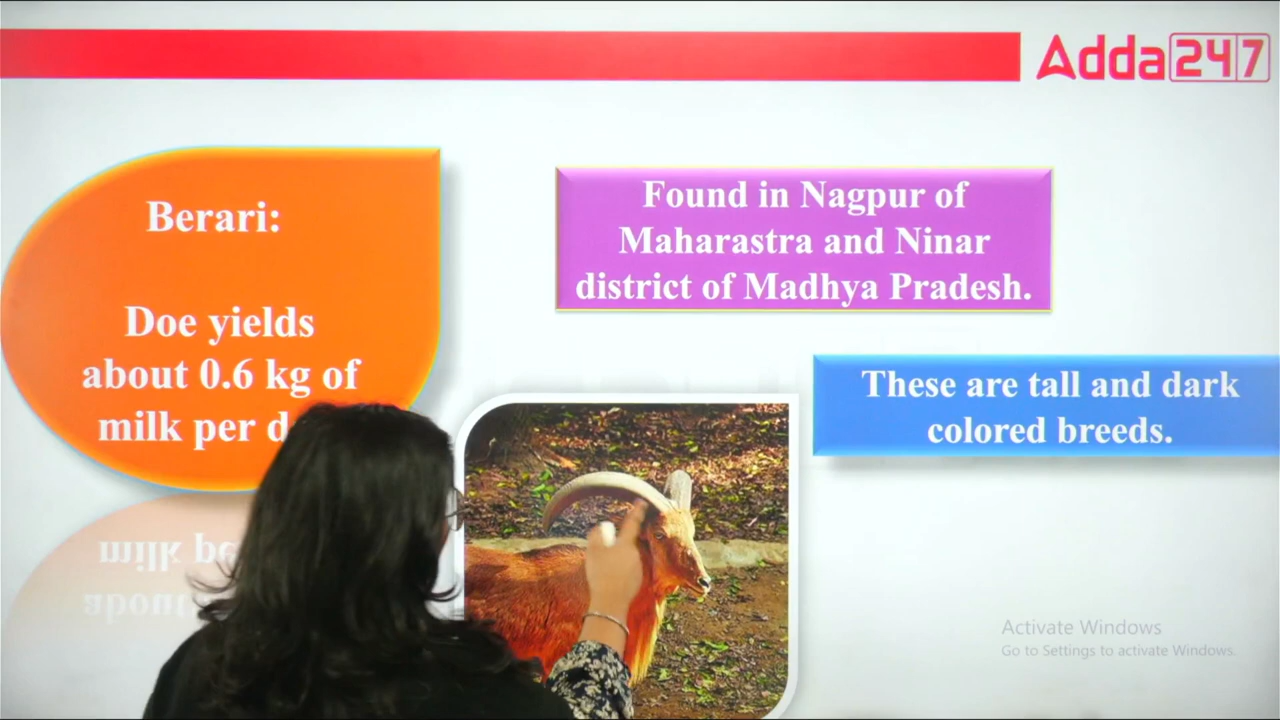 Adda247
Berari:
Doe yields
about 0.6 kg of
milk per
Found in Nagpur of
Maharastra and Ninar
district of Madhya Pradesh.
These are tall and dark
colored breeds.
Activate Windows
Go to Settings to activate Windows.